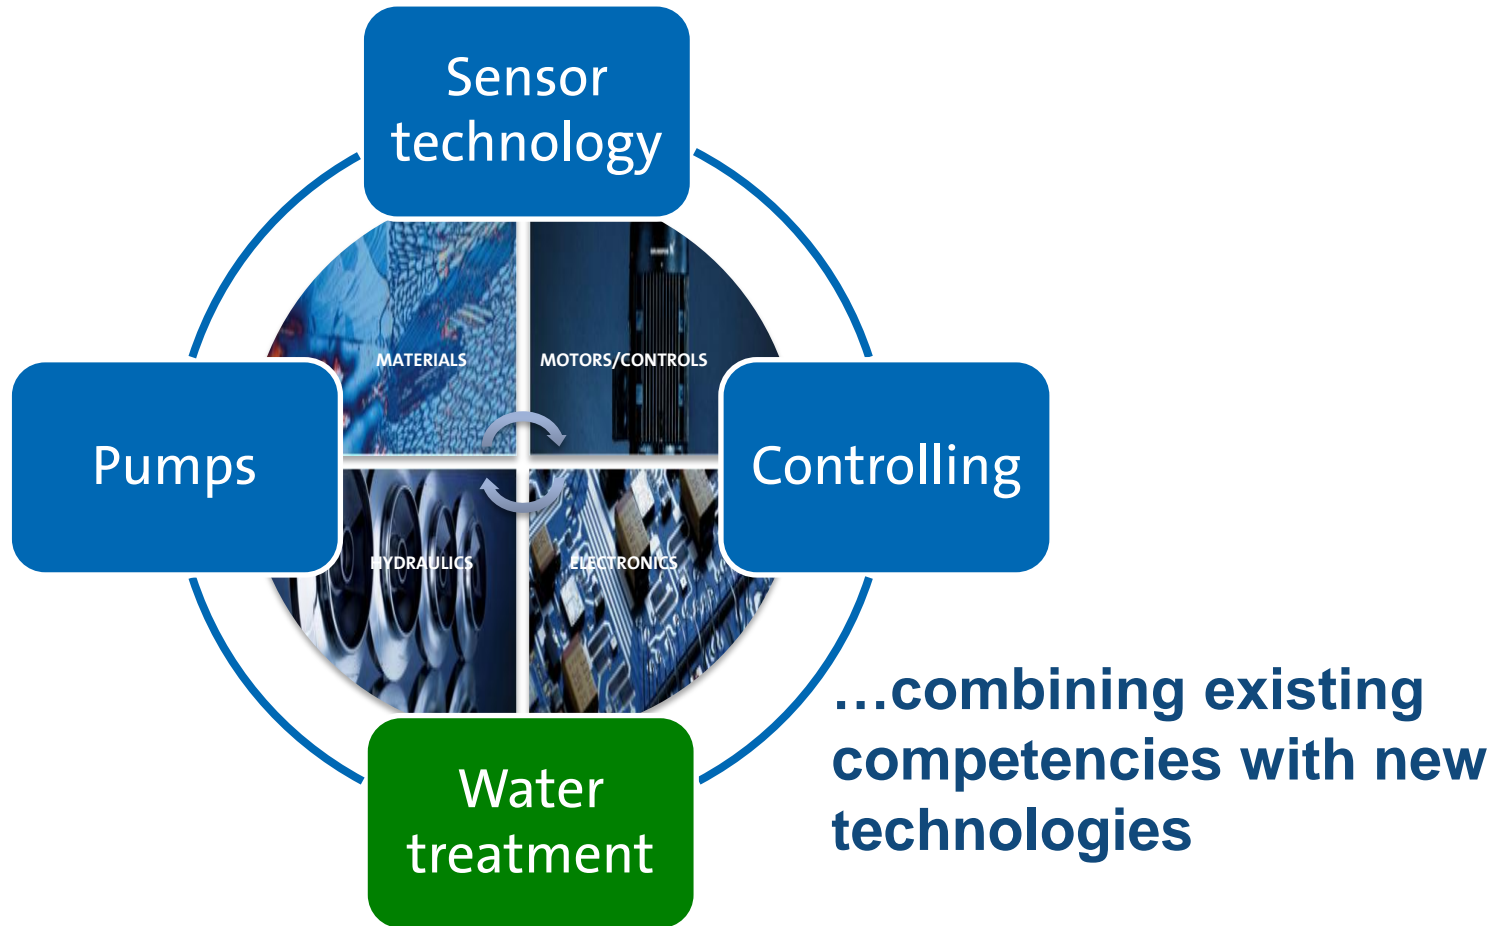 Sensor
technology
MATERIALS
MOTORS/CONTROLS
Pumps
Controlling
HYDRAULICS
ELECTRONICS
Water
treatment
…combining existing
competencies with new
technologies